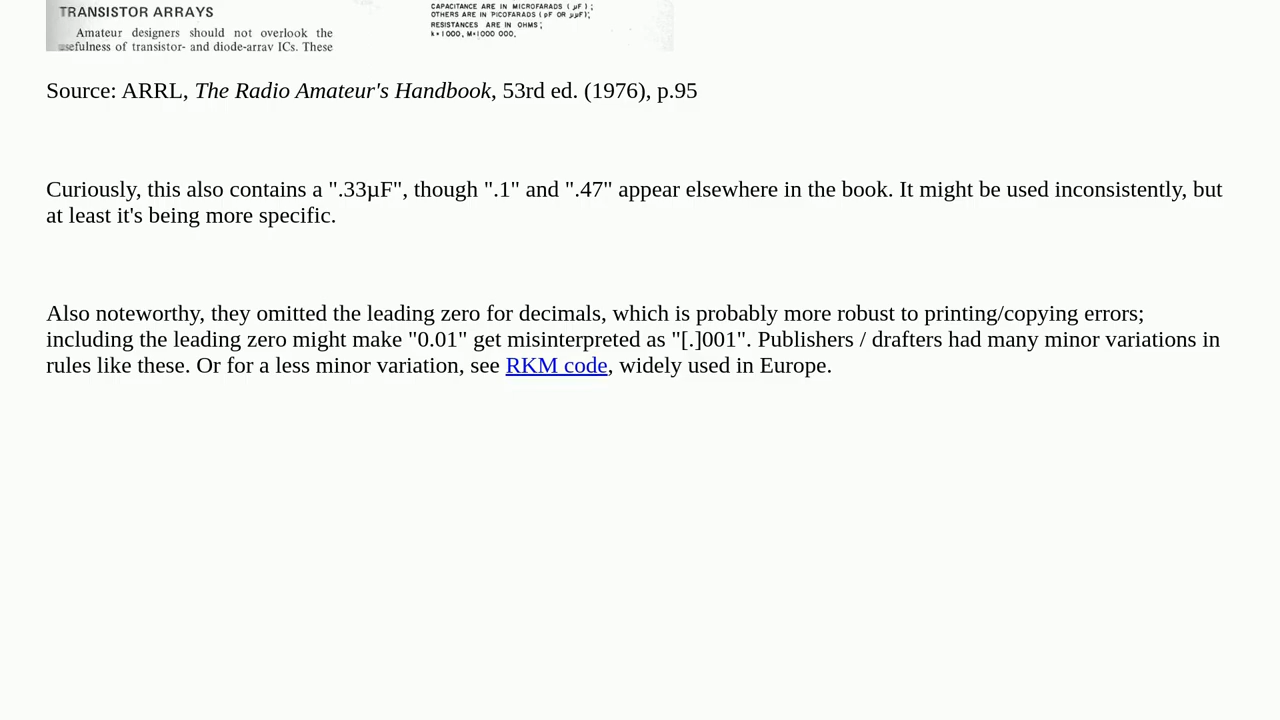 TRANSISTOR ARRAYS
Amateur designers should not overlook the
usefulness of transistor- and diode-array ICs. These
CAPACITANCE ARE IN MICROFARADS ( µF ) ;
OTHERS ARE IN PICOFARADS ( pF OR µµF);
RESISTANCES ARE IN OHMS;
k=1000, M=1000 000.
Source: ARRL, The Radio Amateur's Handbook, 53rd ed. (1976), p.95
Curiously, this also contains a ".33µF", though ".1" and ".47" appear elsewhere in the book. It might be used inconsistently, but
at least it's being more specific.
Also noteworthy, they omitted the leading zero for decimals, which is probably more robust to printing/copying errors;
including the leading zero might make "0.01" get misinterpreted as "[.]001". Publishers / drafters had many minor variations in
rules like these. Or for a less minor variation, see RKM code, widely used in Europe.